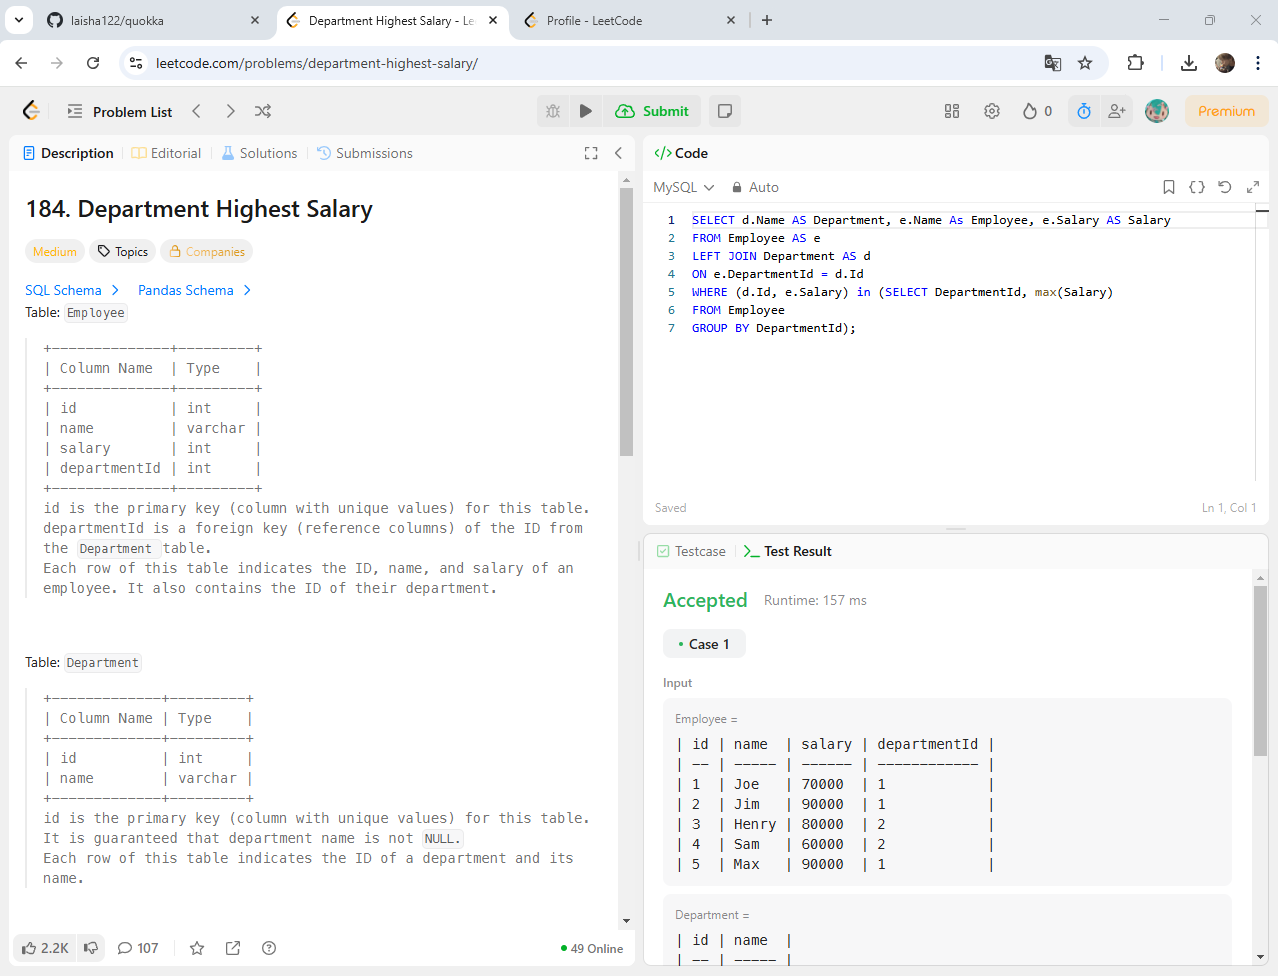 laisha122/quokka
Department Highest Salary - Le
Profile - LeetCode
leetcode.com/problems/department-highest-salary/
Problem List
Submit
0
Premium
Description
Editorial
Solutions
Submissions
184. Department Highest Salary
Medium
Topics
Companies
SQL Schema
Pandas Schema
Table: Employee
+--------------+---------+
| Column Name  | Type    |
+--------------+---------+
| id           | int     |
| name         | varchar |
| salary       | int     |
| departmentId | int     |
+--------------+---------+
id is the primary key (column with unique values) for this table.
departmentId is a foreign key (reference columns) of the ID from
the Department table.
Each row of this table indicates the ID, name, and salary of an
employee. It also contains the ID of their department.
Table: Department
+-------------+---------+
| Column Name | Type    |
+-------------+---------+
| id          | int     |
| name        | varchar |
+-------------+---------+
id is the primary key (column with unique values) for this table.
It is guaranteed that department name is not NULL.
Each row of this table indicates the ID of a department and its
name.
2.2K
107
49 Online
</> Code
MySQL
Auto
1 SELECT d.Name AS Department, e.Name As Employee, e.Salary AS Salary
2 FROM Employee AS e
3 LEFT JOIN Department AS d
4 ON e.DepartmentId = d.Id
5 WHERE (d.Id, e.Salary) in (SELECT DepartmentId, max(Salary)
6 FROM Employee
7 GROUP BY DepartmentId);
Saved
Ln 1, Col 1
Testcase
Test Result
Accepted
Runtime: 157 ms
• Case 1
Input
Employee =
| id | name  | salary | departmentId |
| -- | ----- | ------ | ------------ |
| 1  | Joe   | 70000  | 1            |
| 2  | Jim   | 90000  | 1            |
| 3  | Henry | 80000  | 2            |
| 4  | Sam   | 60000  | 2            |
| 5  | Max   | 90000  | 1            |
Department =
| id | name  |
| -- | ----- |